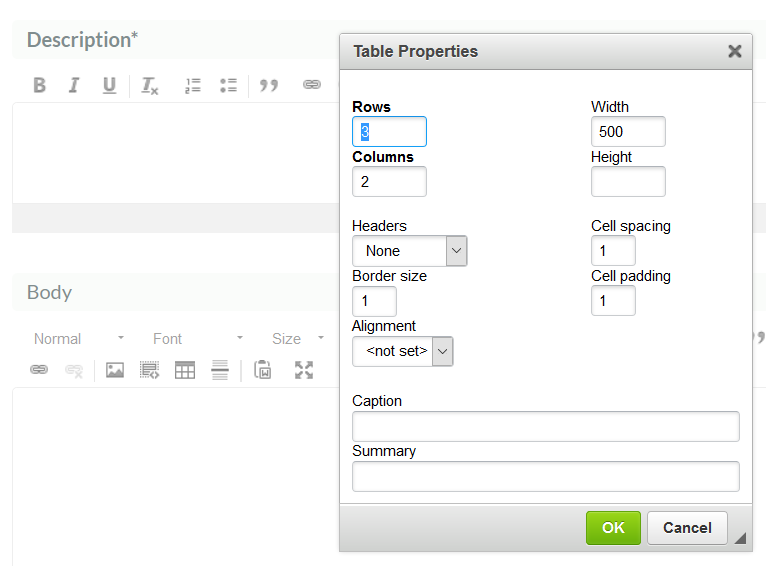 Description*
B I U Tx
Body
Normal Font Size
Table Properties
Rows
3
Columns
2
Width
500
Height
Headers
None
Border size
1
Alignment
<not set>
Cell spacing
1
Cell padding
1
Caption
Summary
OK Cancel